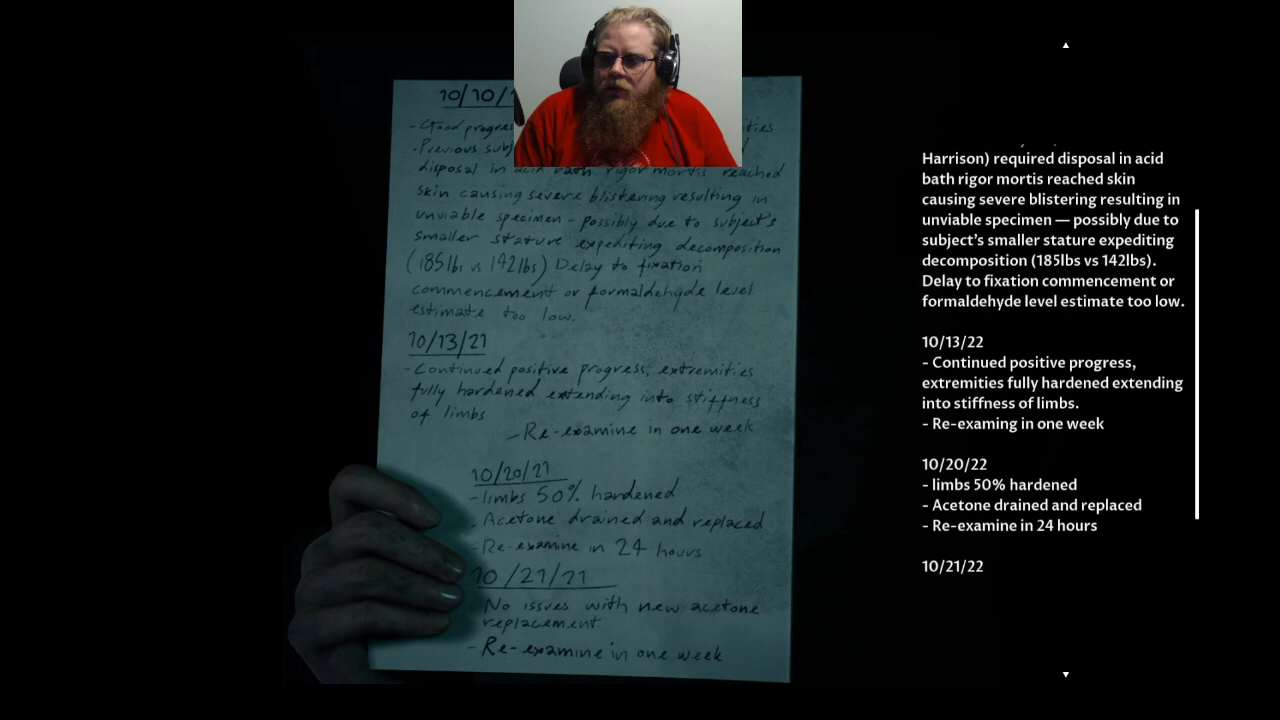 10/10/
- Good progres
ities
- Previous subj
disposal in acid bath rigor mortis reached
skin causing severe blistering resulting in
unviable specimen - possibly due to subject's
smaller stature expediting decomposition
(185lbs vs 142lbs) Delay to fixation
commencement or formaldehyde level
estimate too low.
10/13/21
- Continued positive progress, extremities
fully hardened extending into stiffness
of limbs
- Re-examine in one week
10/20/21
- limbs 50% hardened
- Acetone drained and replaced
- Re-examine in 24 hours
10/21/21
- No issues with new acetone
replacement.
- Re-examine in one week
Harrison) required disposal in acid
bath rigor mortis reached skin
causing severe blistering resulting in
unviable specimen — possibly due to
subject's smaller stature expediting
decomposition (185lbs vs 142lbs).
Delay to fixation commencement or
formaldehyde level estimate too low.
10/13/22
- Continued positive progress,
extremities fully hardened extending
into stiffness of limbs.
- Re-examing in one week
10/20/22
- limbs 50% hardened
- Acetone drained and replaced
- Re-examine in 24 hours
10/21/22